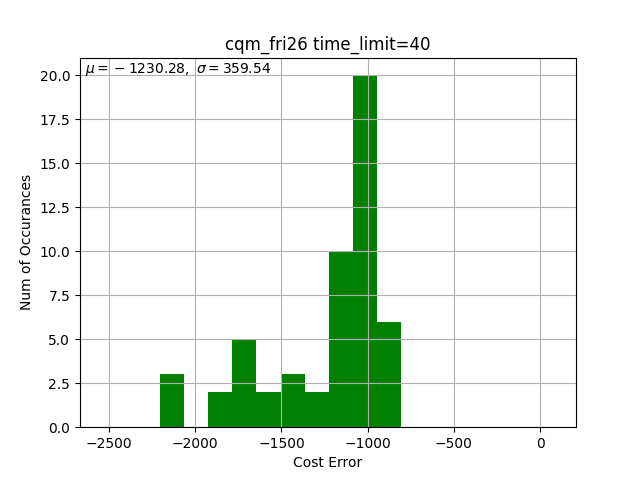 cqm_fri26 time_limit=40
μ = −1230.28, σ = 359.54
20.0
17.5
15.0
12.5
10.0
7.5
5.0
2.5
0.0
Num of Occurances
−2500 −2000 −1500 −1000 −500 0
Cost Error